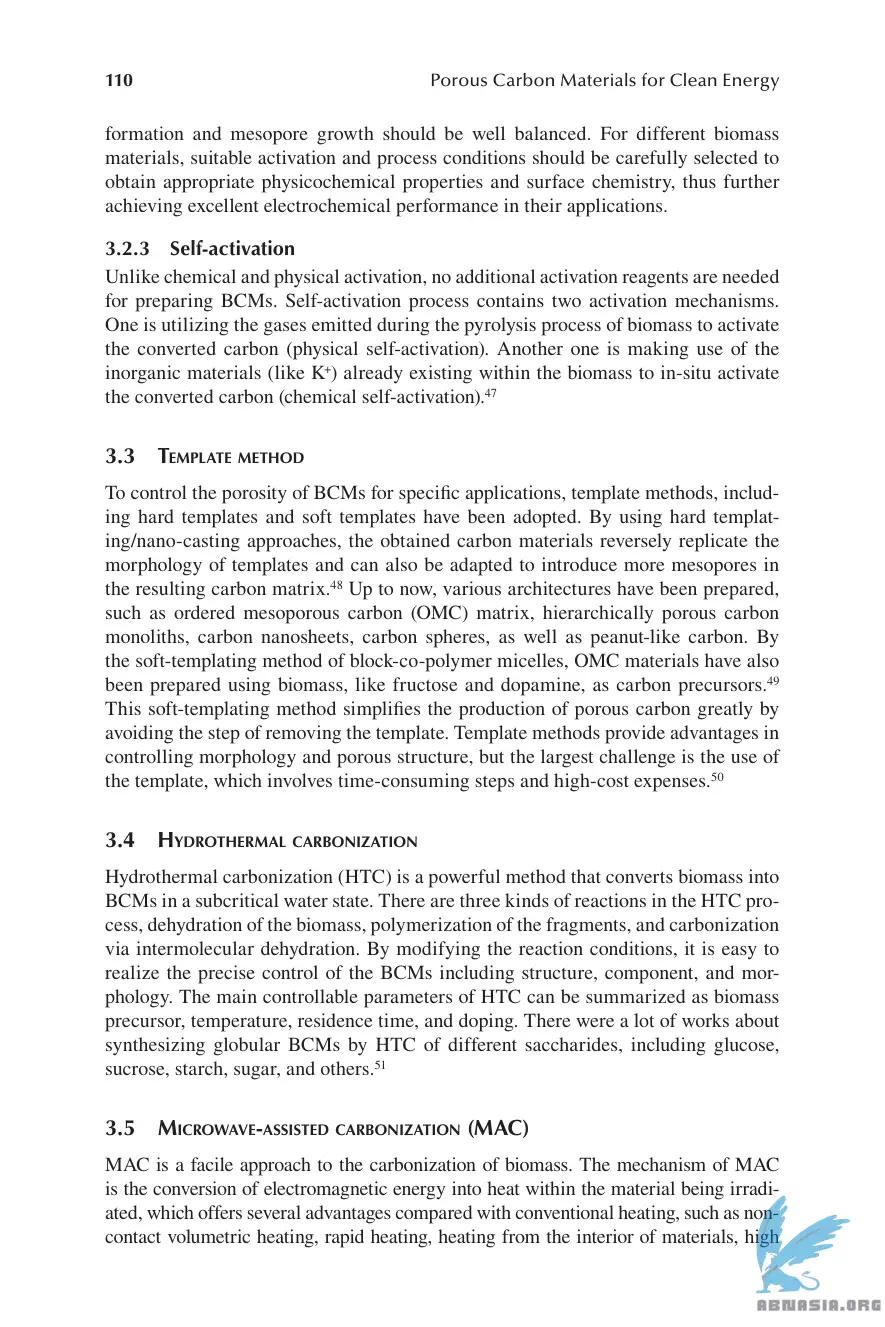 110 Porous Carbon Materials for Clean Energy
formation and mesopore growth should be well balanced. For different biomass
materials, suitable activation and process conditions should be carefully selected to
obtain appropriate physicochemical properties and surface chemistry, thus further
achieving excellent electrochemical performance in their applications.
3.2.3 Self-activation
Unlike chemical and physical activation, no additional activation reagents are needed
for preparing BCMs. Self-activation process contains two activation mechanisms.
One is utilizing the gases emitted during the pyrolysis process of biomass to activate
the converted carbon (physical self-activation). Another one is making use of the
inorganic materials (like K⁺) already existing within the biomass to in-situ activate
the converted carbon (chemical self-activation).⁴⁷
3.3 Template method
To control the porosity of BCMs for specific applications, template methods, includ-
ing hard templates and soft templates have been adopted. By using hard templat-
ing/nano-casting approaches, the obtained carbon materials reversely replicate the
morphology of templates and can also be adapted to introduce more mesopores in
the resulting carbon matrix.⁴⁸ Up to now, various architectures have been prepared,
such as ordered mesoporous carbon (OMC) matrix, hierarchically porous carbon
monoliths, carbon nanosheets, carbon spheres, as well as peanut-like carbon. By
the soft-templating method of block-co-polymer micelles, OMC materials have also
been prepared using biomass, like fructose and dopamine, as carbon precursors.⁴⁹
This soft-templating method simplifies the production of porous carbon greatly by
avoiding the step of removing the template. Template methods provide advantages in
controlling morphology and porous structure, but the largest challenge is the use of
the template, which involves time-consuming steps and high-cost expenses.⁵⁰
3.4 Hydrothermal carbonization
Hydrothermal carbonization (HTC) is a powerful method that converts biomass into
BCMs in a subcritical water state. There are three kinds of reactions in the HTC pro-
cess, dehydration of the biomass, polymerization of the fragments, and carbonization
via intermolecular dehydration. By modifying the reaction conditions, it is easy to
realize the precise control of the BCMs including structure, component, and mor-
phology. The main controllable parameters of HTC can be summarized as biomass
precursor, temperature, residence time, and doping. There were a lot of works about
synthesizing globular BCMs by HTC of different saccharides, including glucose,
sucrose, starch, sugar, and others.⁵¹
3.5 Microwave-assisted carbonization (MAC)
MAC is a facile approach to the carbonization of biomass. The mechanism of MAC
is the conversion of electromagnetic energy into heat within the material being irradi-
ated, which offers several advantages compared with conventional heating, such as non-
contact volumetric heating, rapid heating, heating from the interior of materials, high
ABNASIA.ORG